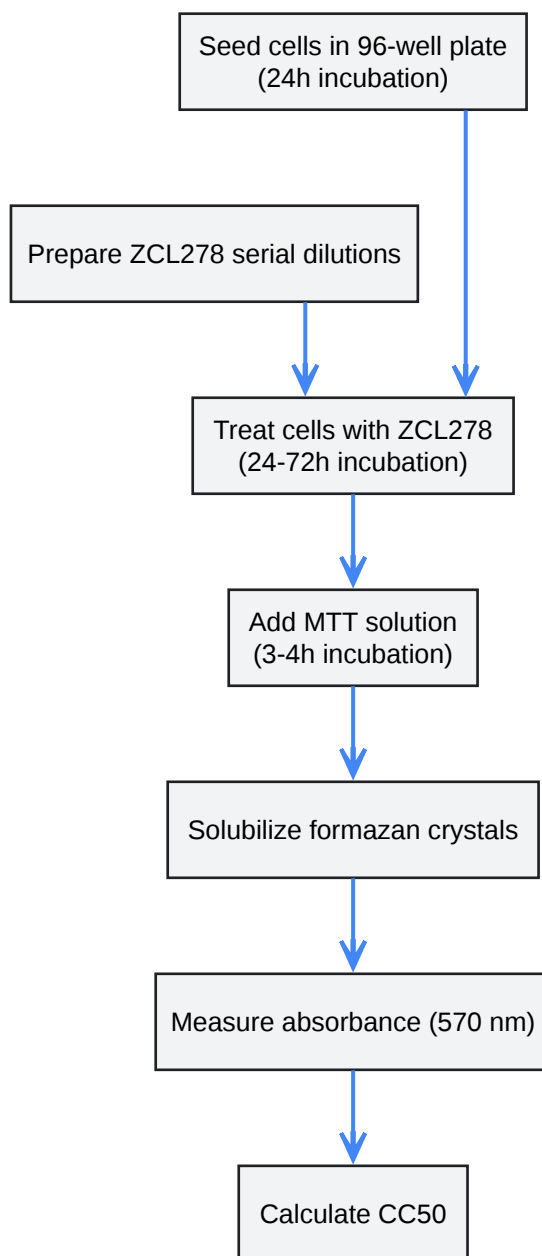 Seed cells in 96-well plate
(24h incubation)
Prepare ZCL278 serial dilutions
Treat cells with ZCL278
(24-72h incubation)
Add MTT solution
(3-4h incubation)
Solubilize formazan crystals
Measure absorbance (570 nm)
Calculate CC50